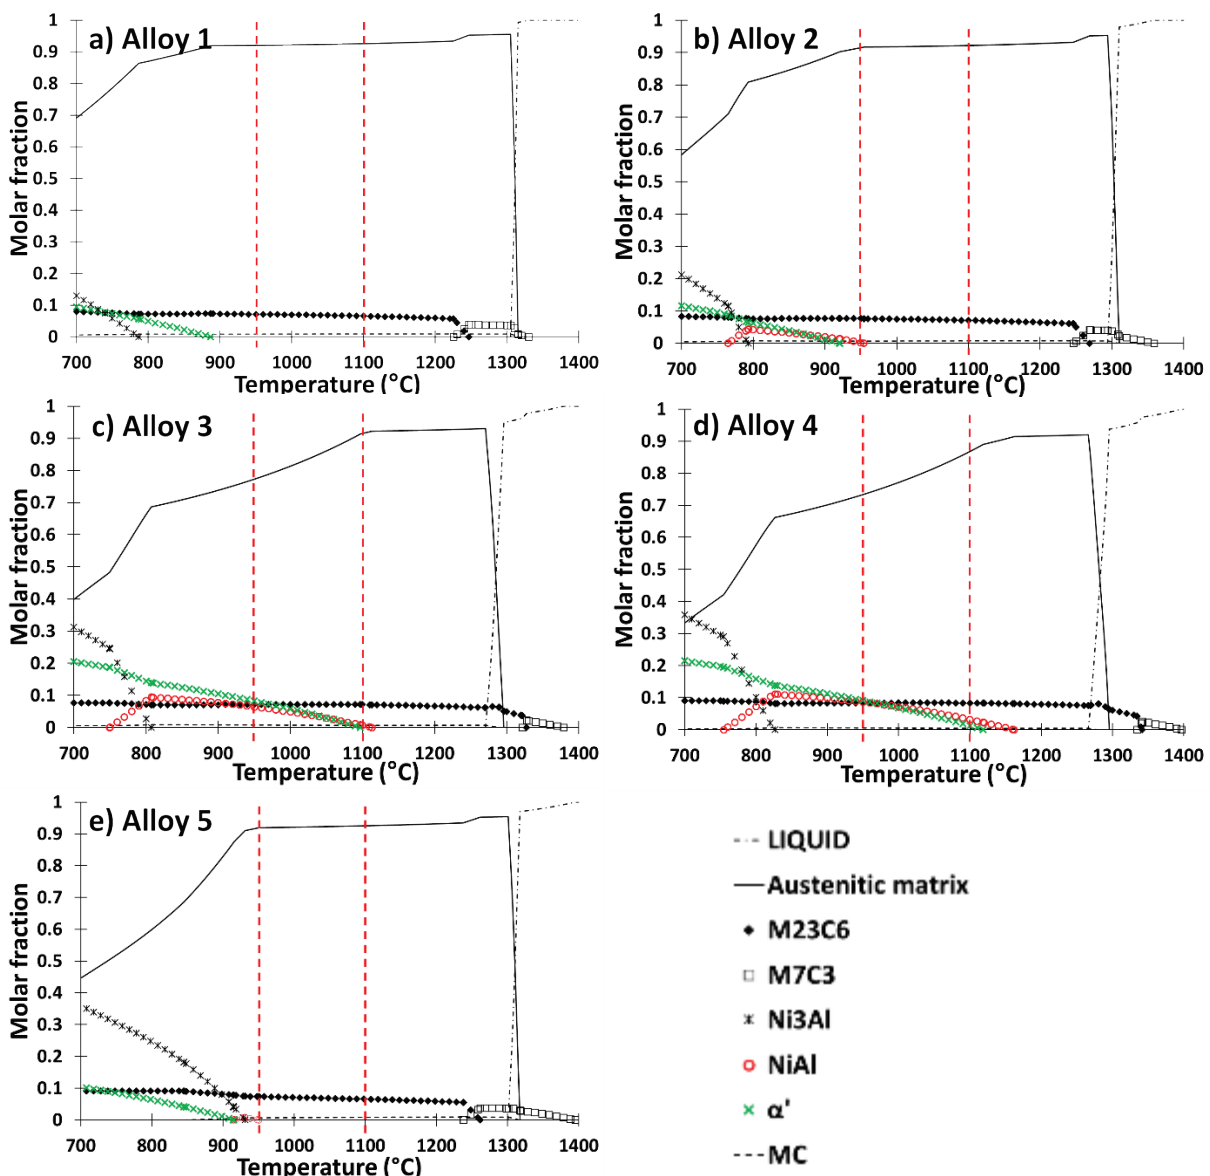 a) Alloy 1
Molar fraction
1
0.9
0.8
0.7
0.6
0.5
0.4
0.3
0.2
0.1
0
700 800 900 1000 1100 1200 1300 1400
Temperature (°C)
b) Alloy 2
Molar fraction
1
0.9
0.8
0.7
0.6
0.5
0.4
0.3
0.2
0.1
0
700 800 900 1000 1100 1200 1300 1400
Temperature (°C)
c) Alloy 3
Molar fraction
1
0.9
0.8
0.7
0.6
0.5
0.4
0.3
0.2
0.1
0
700 800 900 1000 1100 1200 1300 1400
Temperature (°C)
d) Alloy 4
Molar fraction
1
0.9
0.8
0.7
0.6
0.5
0.4
0.3
0.2
0.1
0
700 800 900 1000 1100 1200 1300 1400
Temperature (°C)
e) Alloy 5
Molar fraction
1
0.9
0.8
0.7
0.6
0.5
0.4
0.3
0.2
0.1
0
700 800 900 1000 1100 1200 1300 1400
Temperature (°C)
LIQUID
Austenitic matrix
M23C6
M7C3
Ni3Al
NiAl
α'
MC